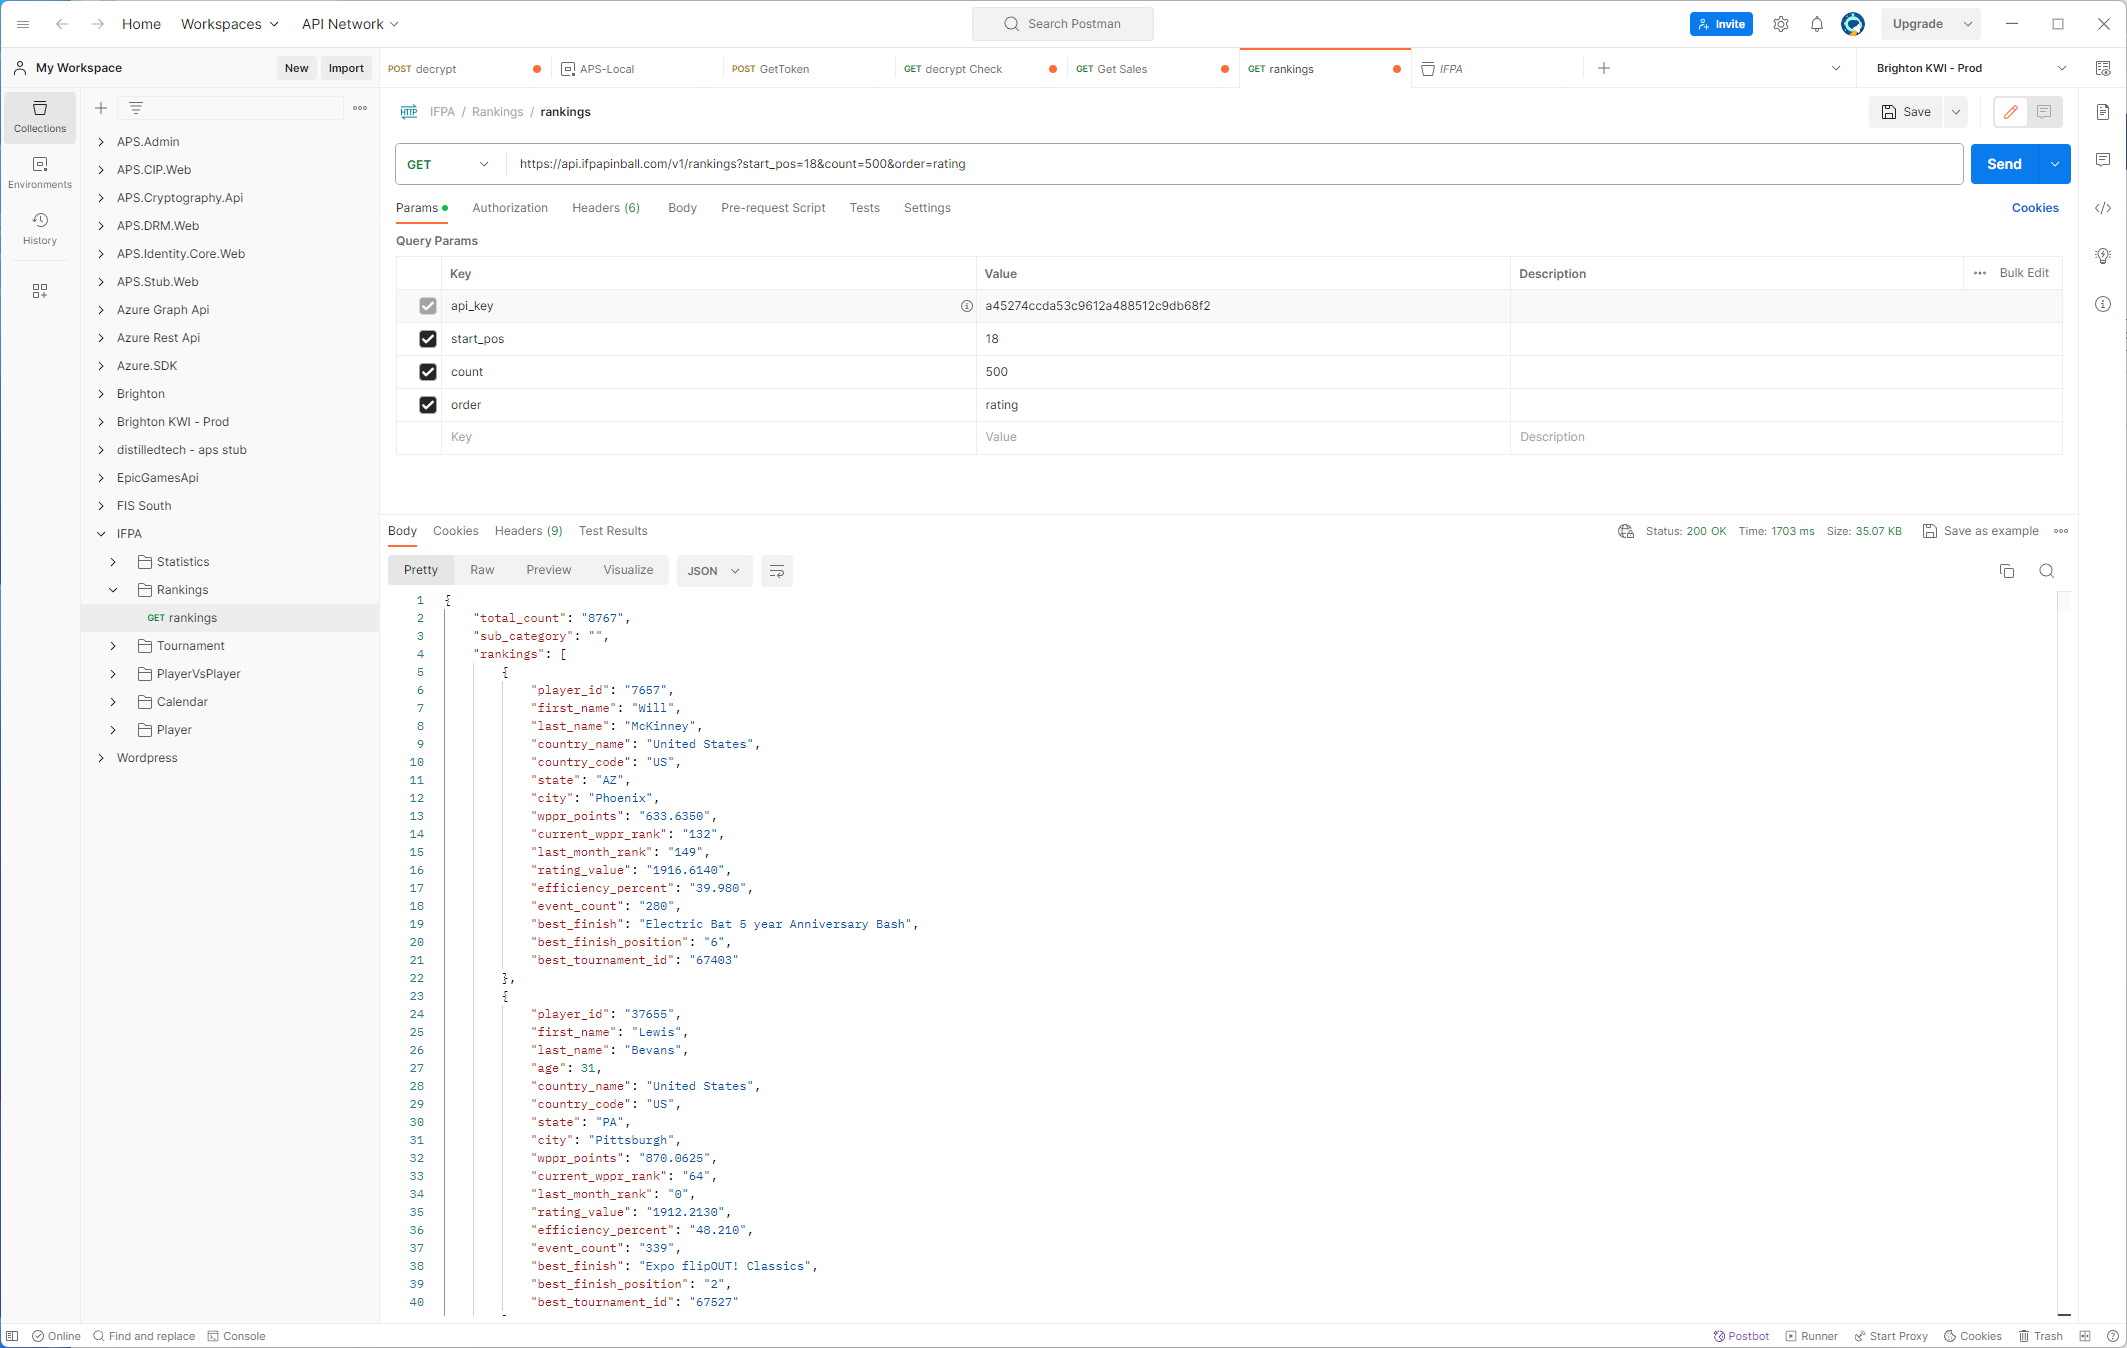 Home Workspaces API Network Search Postman Invite Upgrade
My Workspace New Import POST decrypt APS-Local POST GetToken GET decrypt Check GET Get Sales GET rankings IFPA Brighton KWI - Prod
Collections
Environments
History
APS.Admin
APS.CIP.Web
APS.Cryptography.Api
APS.DRM.Web
APS.Identity.Core.Web
APS.Stub.Web
Azure Graph Api
Azure Rest Api
Azure.SDK
Brighton
Brighton KWI - Prod
distilledtech - aps stub
EpicGamesApi
FIS South
IFPA
Statistics
Rankings
GET rankings
Tournament
PlayerVsPlayer
Calendar
Player
Wordpress
HTTP IFPA / Rankings / rankings Save
GET https://api.ifpapinball.com/v1/rankings?start_pos=18&count=500&order=rating Send
Params Authorization Headers (6) Body Pre-request Script Tests Settings Cookies
Query Params
Key Value Description Bulk Edit
api_key a45274ccda53c9612a488512c9db68f2
start_pos 18
count 500
order rating
Key Value Description
Body Cookies Headers (9) Test Results Status: 200 OK Time: 1703 ms Size: 35.07 KB Save as example
Pretty Raw Preview Visualize JSON
1 {
2 "total_count": "8767",
3 "sub_category": "",
4 "rankings": [
5 {
6 "player_id": "7657",
7 "first_name": "Will",
8 "last_name": "McKinney",
9 "country_name": "United States",
10 "country_code": "US",
11 "state": "AZ",
12 "city": "Phoenix",
13 "wppr_points": "633.6350",
14 "current_wppr_rank": "132",
15 "last_month_rank": "149",
16 "rating_value": "1916.6140",
17 "efficiency_percent": "39.980",
18 "event_count": "280",
19 "best_finish": "Electric Bat 5 year Anniversary Bash",
20 "best_finish_position": "6",
21 "best_tournament_id": "67403"
22 },
23 {
24 "player_id": "37655",
25 "first_name": "Lewis",
26 "last_name": "Bevans",
27 "age": 31,
28 "country_name": "United States",
29 "country_code": "US",
30 "state": "PA",
31 "city": "Pittsburgh",
32 "wppr_points": "870.0625",
33 "current_wppr_rank": "64",
34 "last_month_rank": "0",
35 "rating_value": "1912.2130",
36 "efficiency_percent": "48.210",
37 "event_count": "339",
38 "best_finish": "Expo flipOUT! Classics",
39 "best_finish_position": "2",
40 "best_tournament_id": "67527"
Online Find and replace Console Postbot Runner Start Proxy Cookies Trash